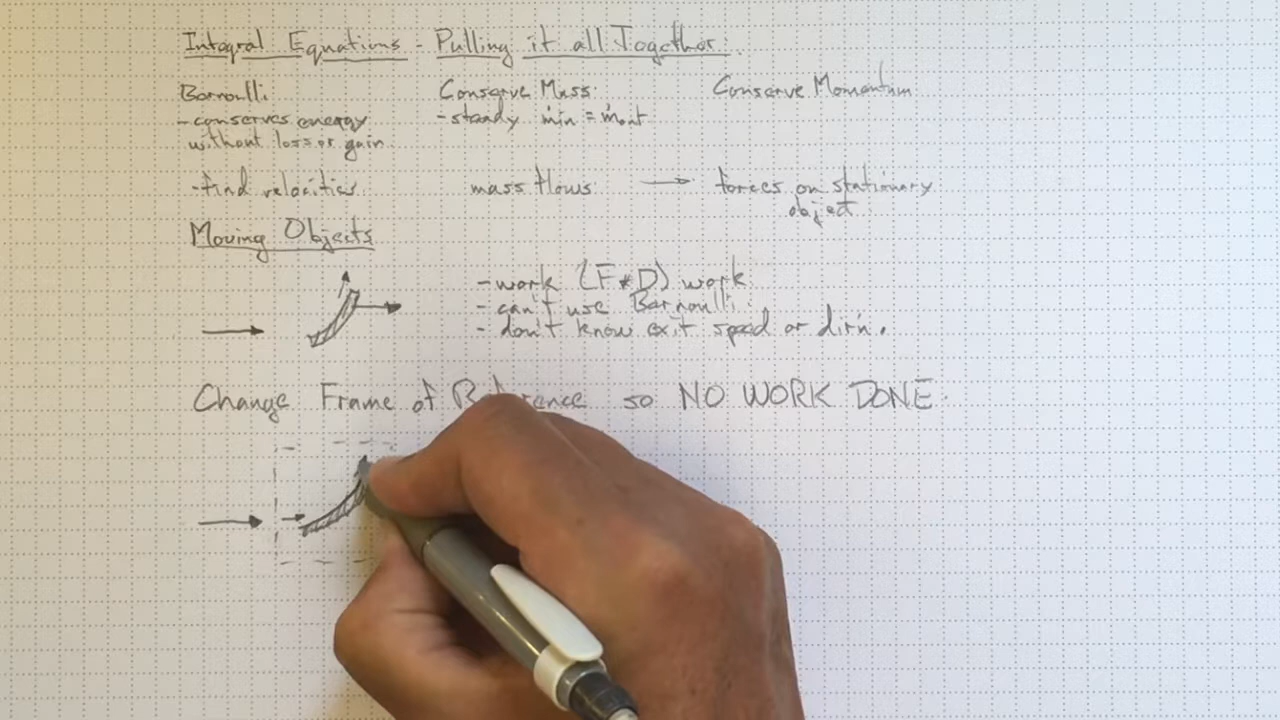 Integral Equations - Pulling it all Together.
Bernoulli Conserve Mass. Conserve Momentum
- conserves energy - steady ṁin = ṁout
without loss or gain.
- find velocities mass flows → forces on stationary
object
Moving Objects
- work (F*D) work
- can't use Bernoulli.
- don't know exit speed or dir'n.
Change Frame of Reference so NO WORK DONE.